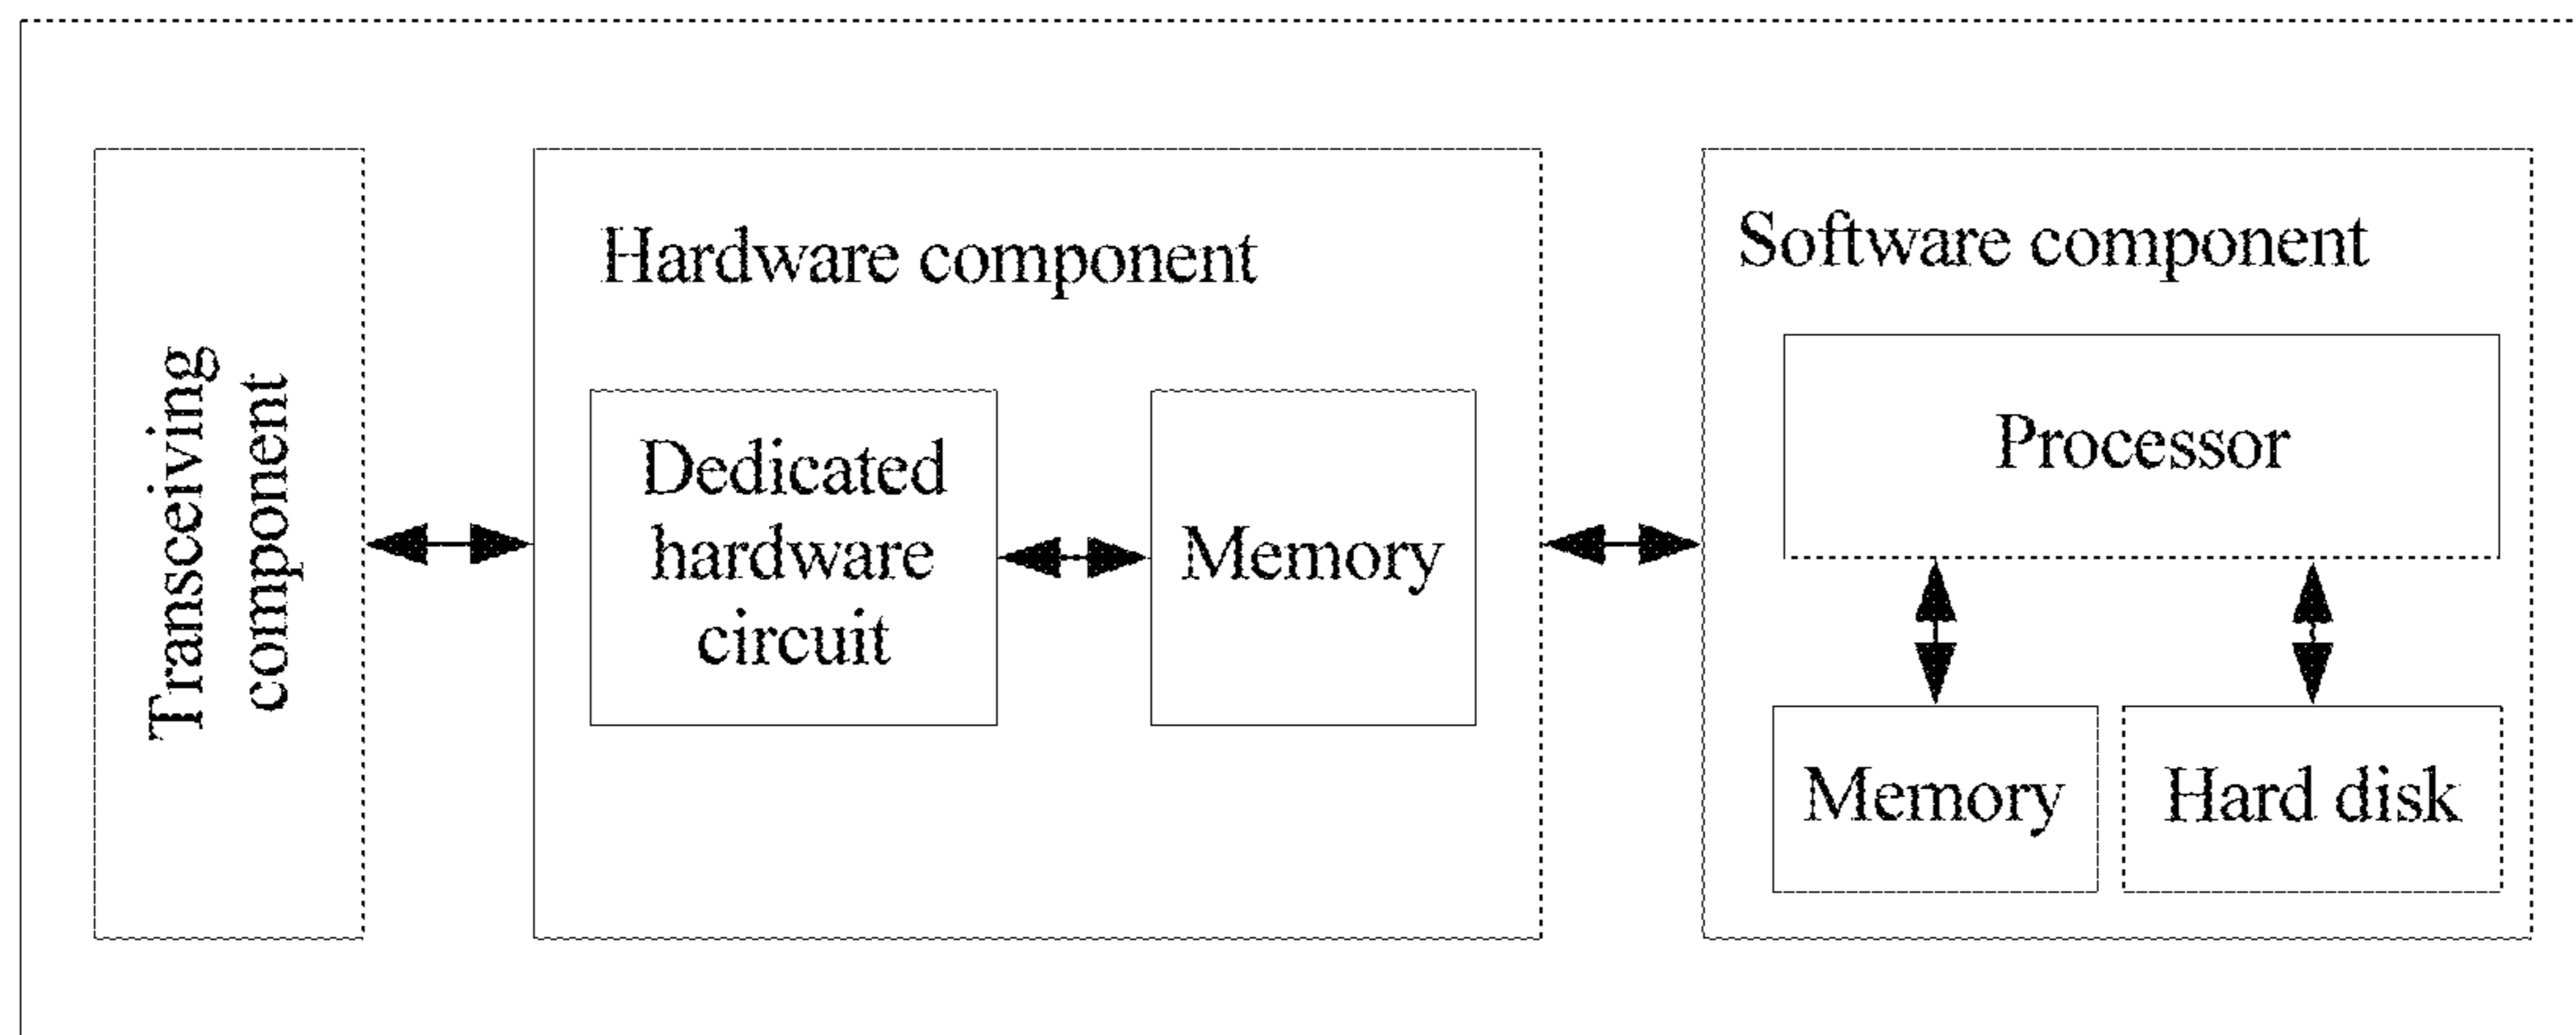 Transceiving
component
Hardware component
Dedicated
hardware
circuit
Memory
Software component
Processor
Memory
Hard disk